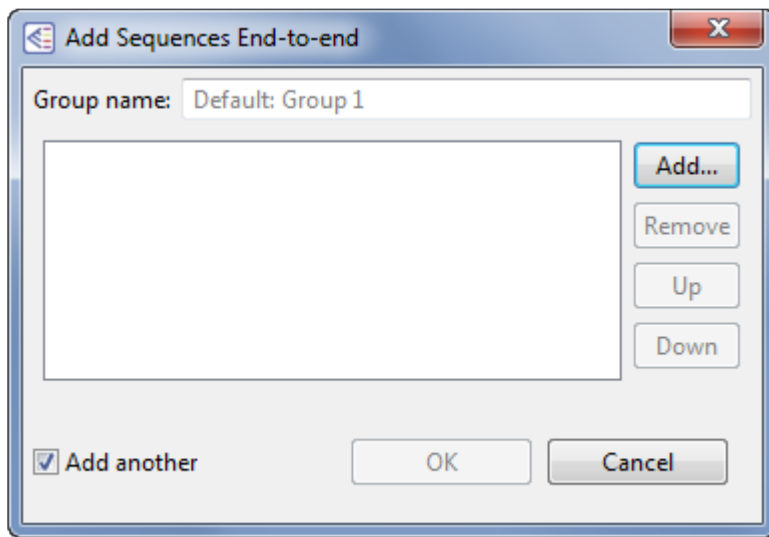 Add Sequences End-to-end
Group name: Default: Group 1
Add...
Remove
Up
Down
Add another
OK
Cancel